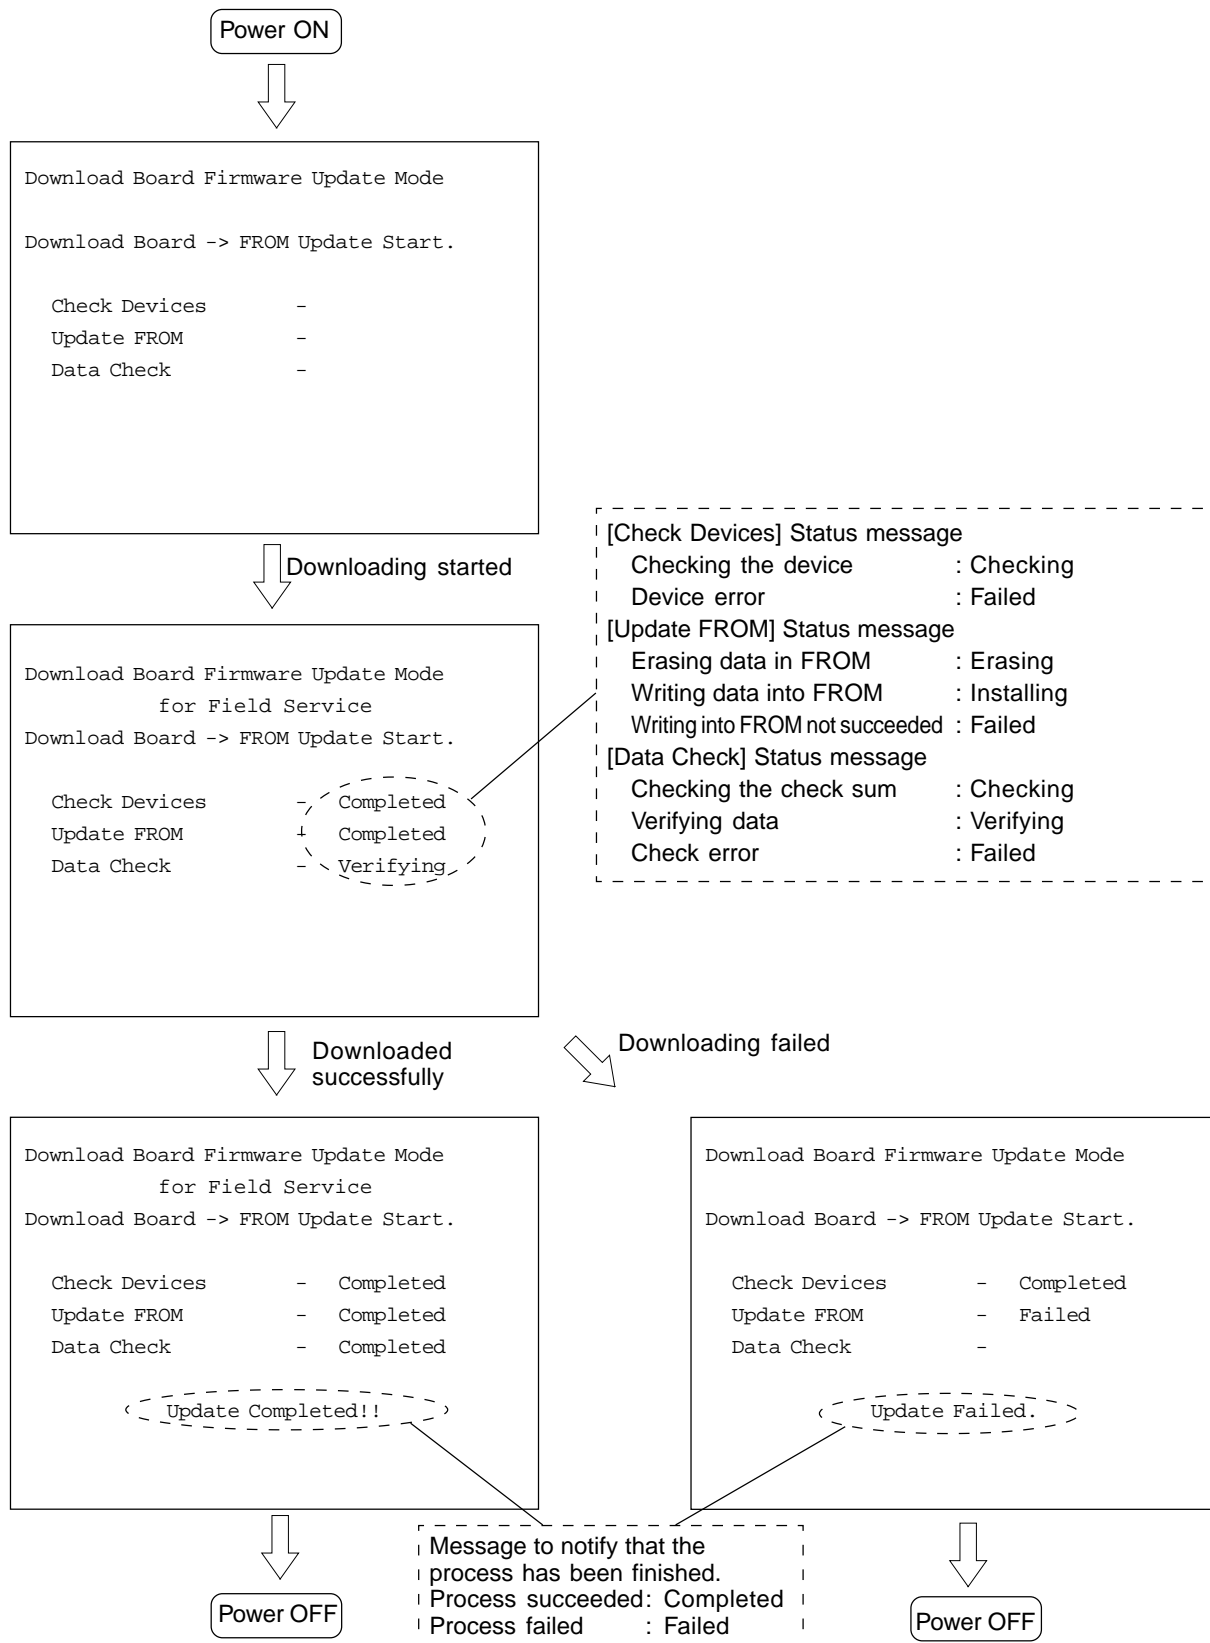 Power ON
Download Board Firmware Update Mode
Download Board -> FROM Update Start.
Check Devices -
Update FROM -
Data Check -
Downloading started
[Check Devices] Status message
Checking the device : Checking
Device error : Failed
[Update FROM] Status message
Erasing data in FROM : Erasing
Writing data into FROM : Installing
Writing into FROM not succeeded : Failed
[Data Check] Status message
Checking the check sum : Checking
Verifying data : Verifying
Check error : Failed
Download Board Firmware Update Mode
for Field Service
Download Board -> FROM Update Start.
Check Devices - Completed
Update FROM - Completed
Data Check - Verifying
Downloaded
successfully
Downloading failed
Download Board Firmware Update Mode
for Field Service
Download Board -> FROM Update Start.
Check Devices - Completed
Update FROM - Completed
Data Check - Completed
Update Completed!!
Download Board Firmware Update Mode
Download Board -> FROM Update Start.
Check Devices - Completed
Update FROM - Failed
Data Check -
Update Failed.
Message to notify that the
process has been finished.
Process succeeded: Completed
Process failed : Failed
Power OFF
Power OFF